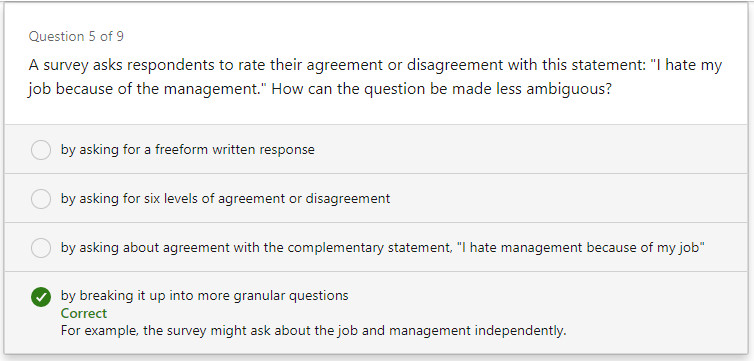 Question 5 of 9
A survey asks respondents to rate their agreement or disagreement with this statement: "I hate my
job because of the management." How can the question be made less ambiguous?
by asking for a freeform written response
by asking for six levels of agreement or disagreement
by asking about agreement with the complementary statement, "I hate management because of my job"
by breaking it up into more granular questions
Correct
For example, the survey might ask about the job and management independently.